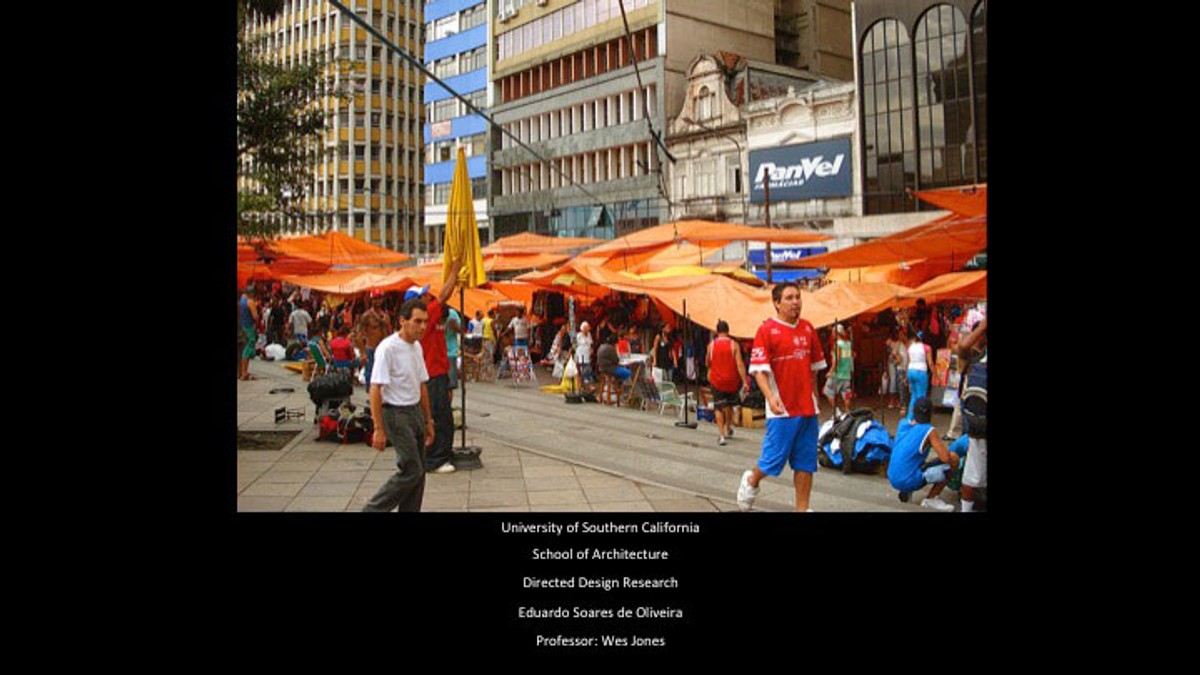 PanVel
FARMÁCIAS
PanVel
University of Southern California
School of Architecture
Directed Design Research
Eduardo Soares de Oliveira
Professor: Wes Jones